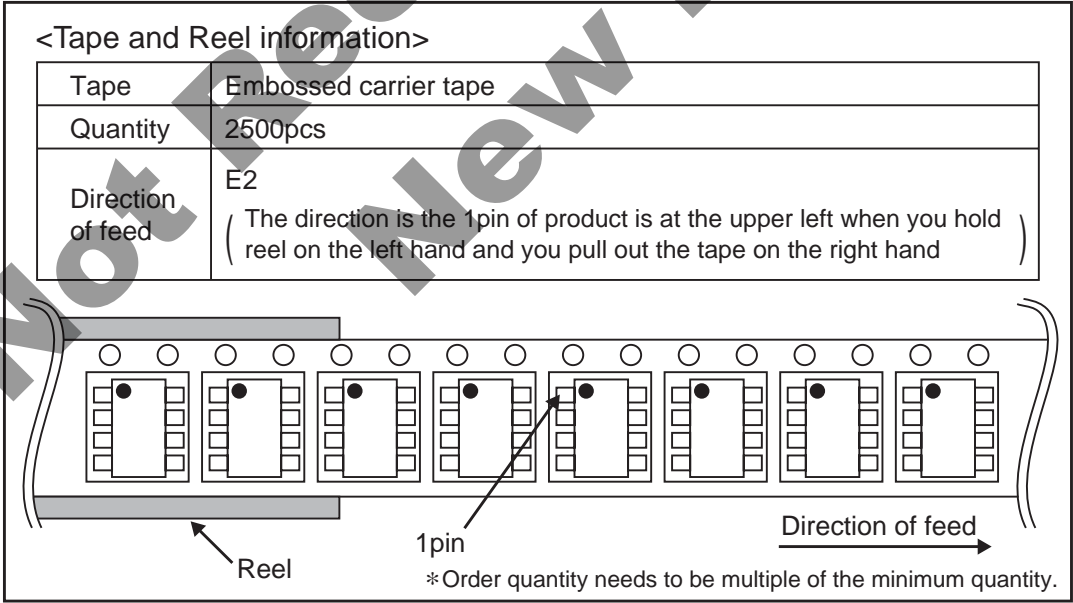 <Tape and Reel information>
Tape Embossed carrier tape
Quantity 2500pcs
Direction of feed E2
( The direction is the 1pin of product is at the upper left when you hold
reel on the left hand and you pull out the tape on the right hand )
Direction of feed
1pin
Reel
*Order quantity needs to be multiple of the minimum quantity.
Not Re
New